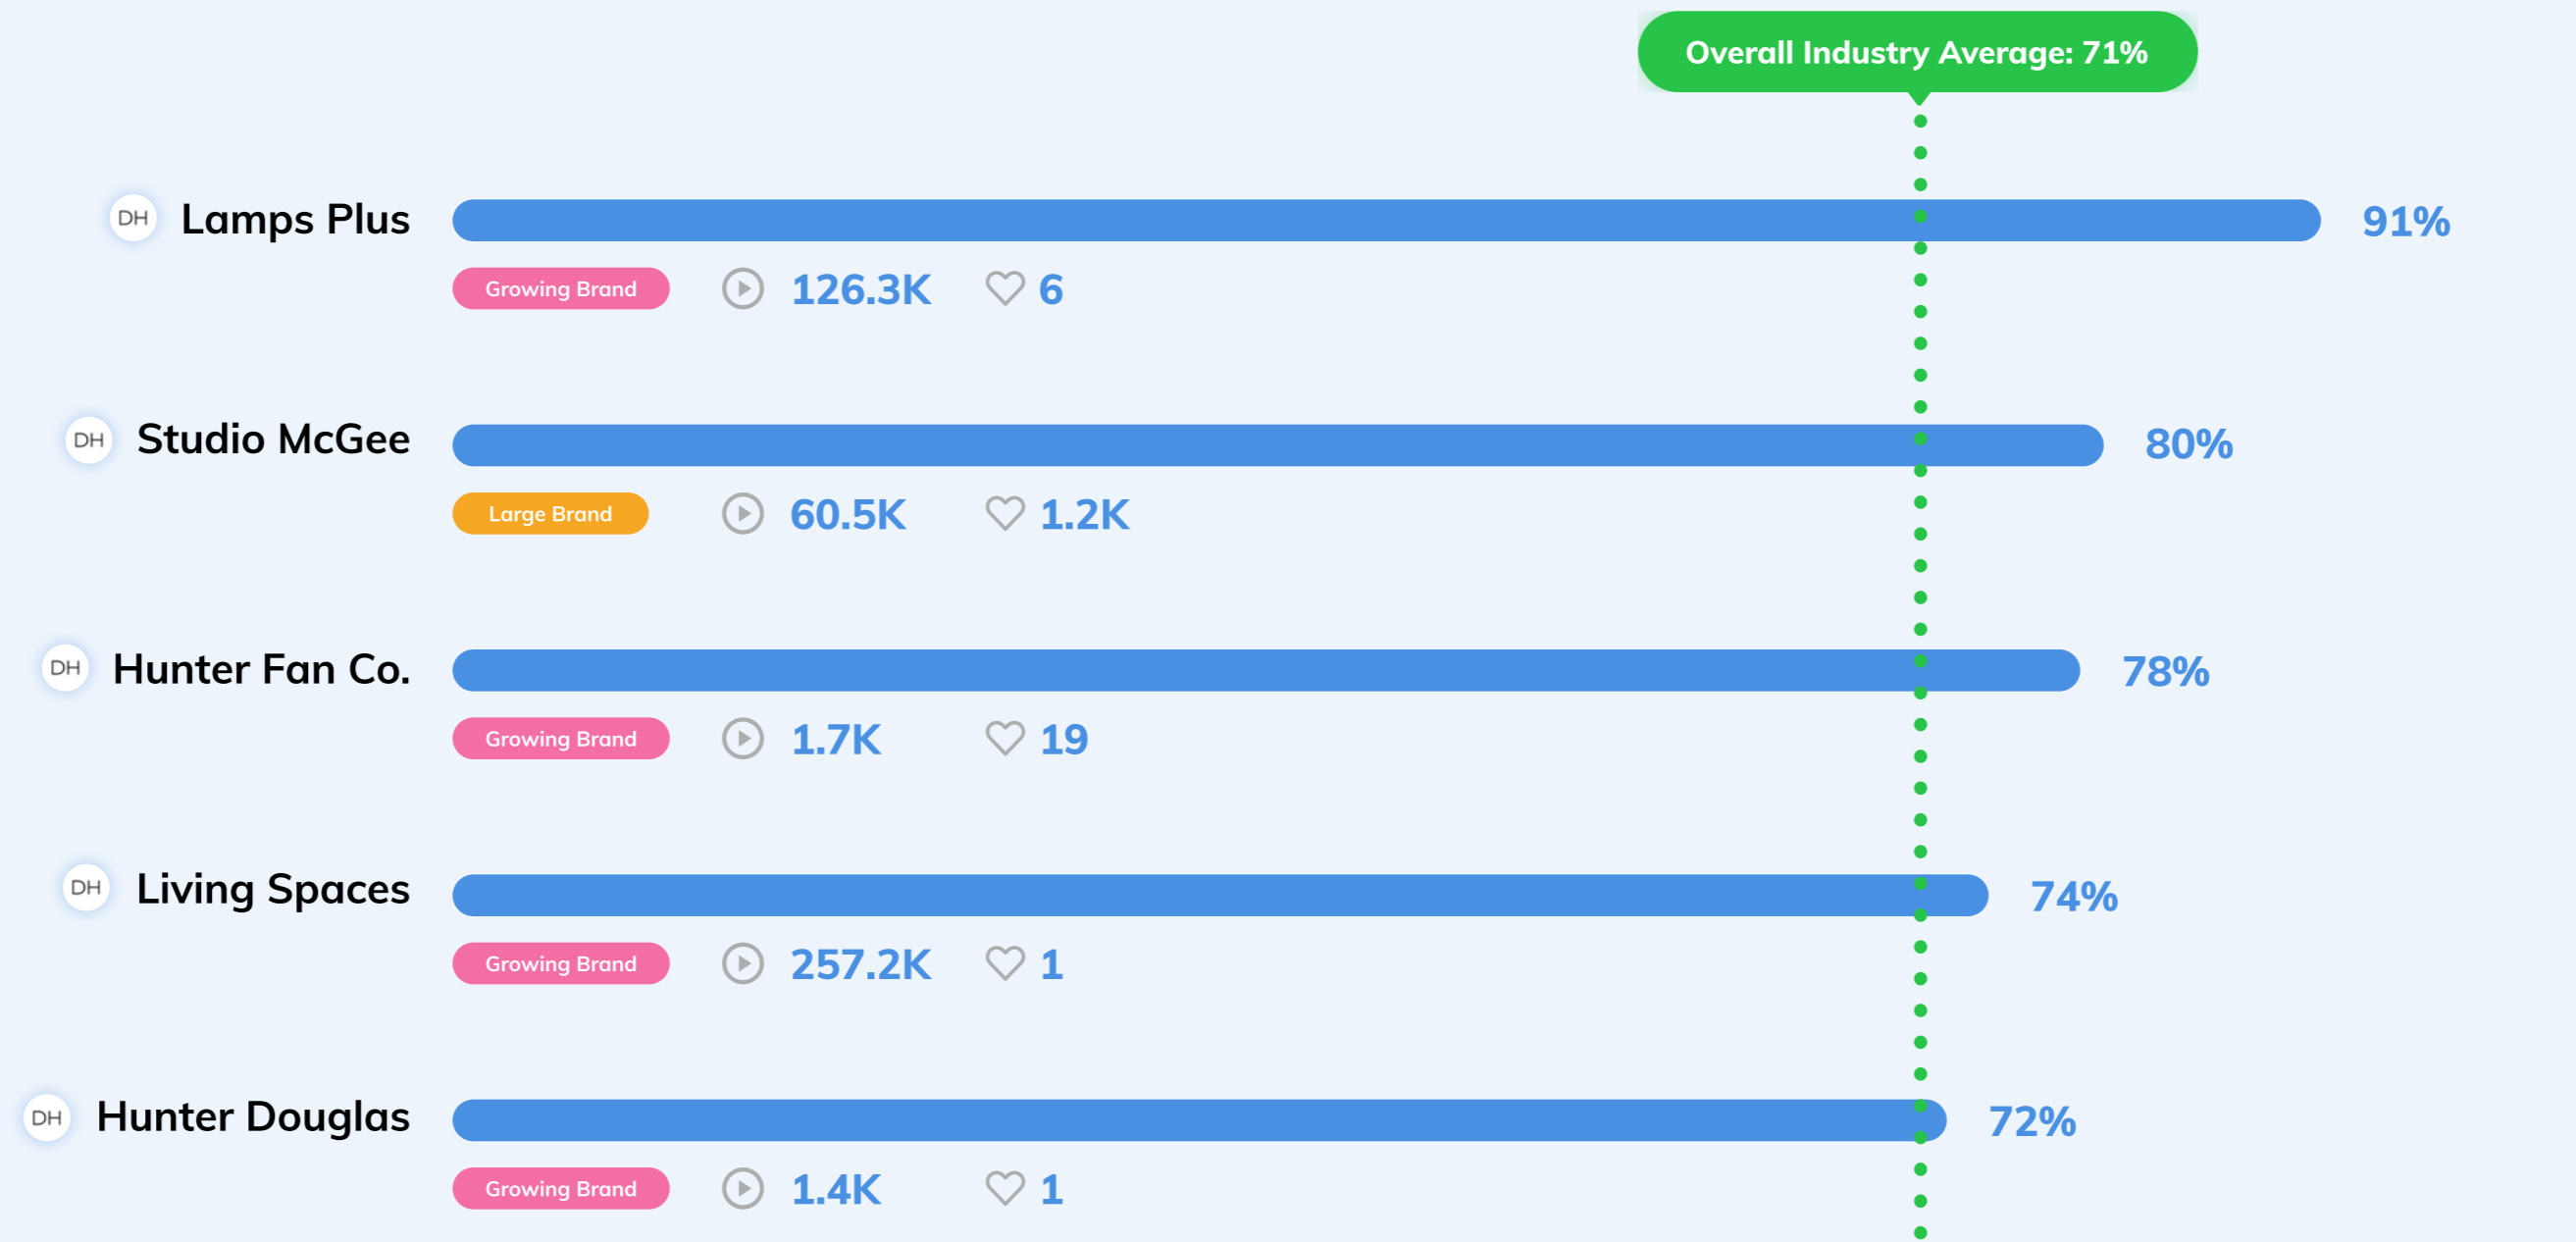 Overall Industry Average: 71%
DH Lamps Plus 91%
Growing Brand 126.3K 6
DH Studio McGee 80%
Large Brand 60.5K 1.2K
DH Hunter Fan Co. 78%
Growing Brand 1.7K 19
DH Living Spaces 74%
Growing Brand 257.2K 1
DH Hunter Douglas 72%
Growing Brand 1.4K 1